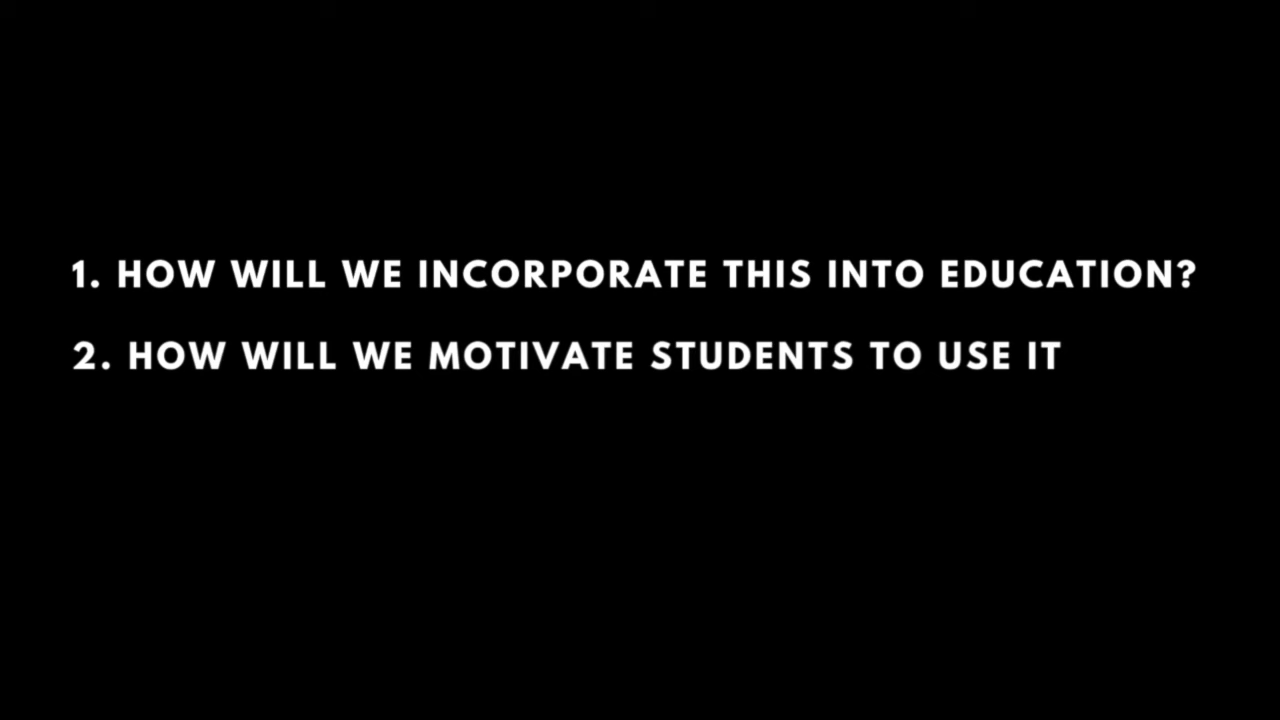 1. HOW WILL WE INCORPORATE THIS INTO EDUCATION?
2. HOW WILL WE MOTIVATE STUDENTS TO USE IT